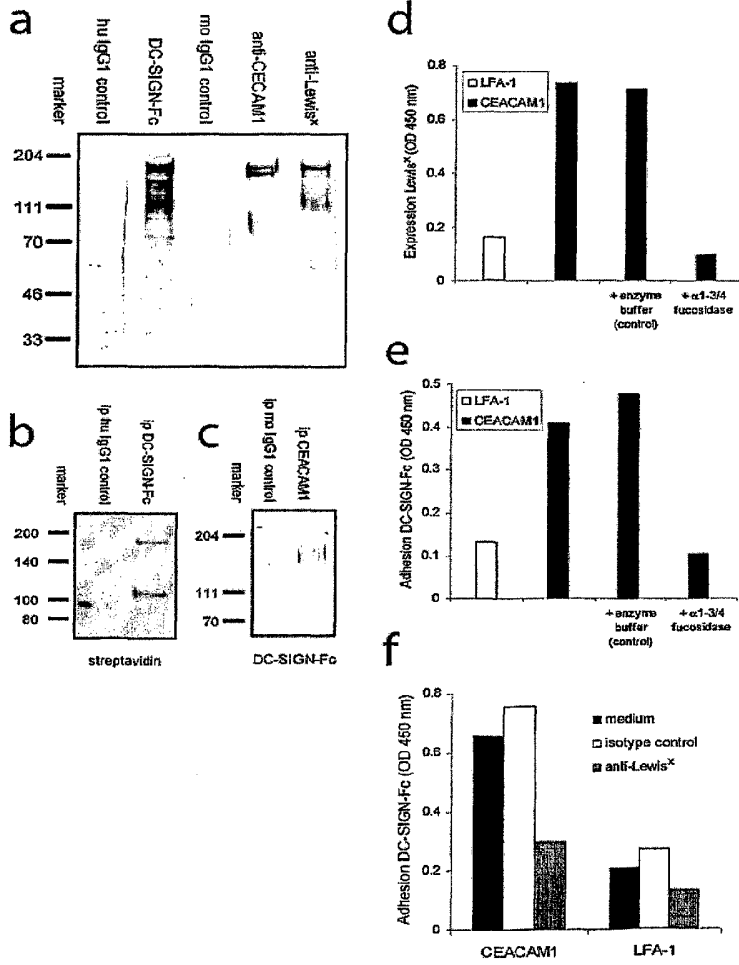 a
marker
hu IgG1 control
DC-SIGN-Fc
mo IgG1 control
anti-CECAM1
anti-Lewisx
204
111
70
46
33
b
marker
ip hu IgG1 control
ip DC-SIGN-Fc
200
140
100
80
streptavidin
c
marker
ip mo IgG1 control
ip CEACAM1
204
111
70
DC-SIGN-Fc
d
Expression Lewisx (OD 450 nm)
0.8
0.6
0.4
0.2
0
LFA-1
CEACAM1
+ enzyme
buffer
(control)
+ α1-3/4
fucosidase
e
Adhesion DC-SIGN-Fc (OD 450 nm)
0.5
0.4
0.3
0.2
0.1
0
LFA-1
CEACAM1
+ enzyme
buffer
(control)
+ α1-3/4
fucosidase
f
Adhesion DC-SIGN-Fc (OD 450 nm)
0.8
0.6
0.4
0.2
0
medium
isotype control
anti-Lewisx
CEACAM1
LFA-1